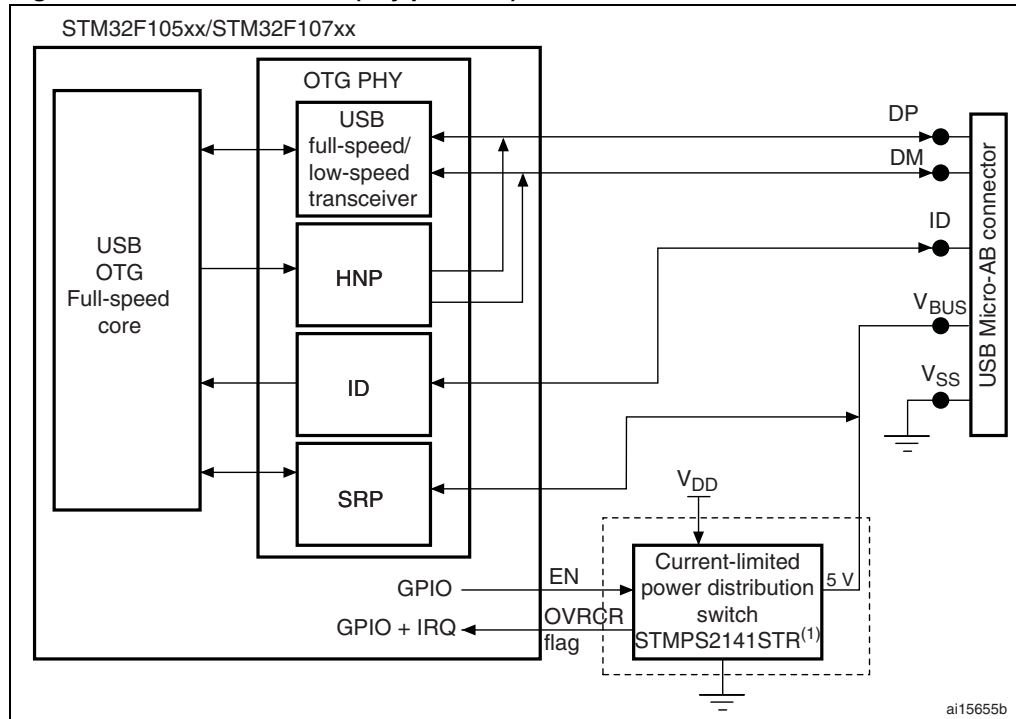 STM32F105xx/STM32F107xx
OTG PHY
USB
full-speed/
low-speed
transceiver
HNP
ID
SRP
USB
OTG
Full-speed
core
DP
DM
ID
VBUS
VSS
USB Micro-AB connector
VDD
Current-limited
power distribution
switch
STMPS2141STR(1)
5 V
GPIO
EN
GPIO + IRQ
OVRCR
flag
ai15655b